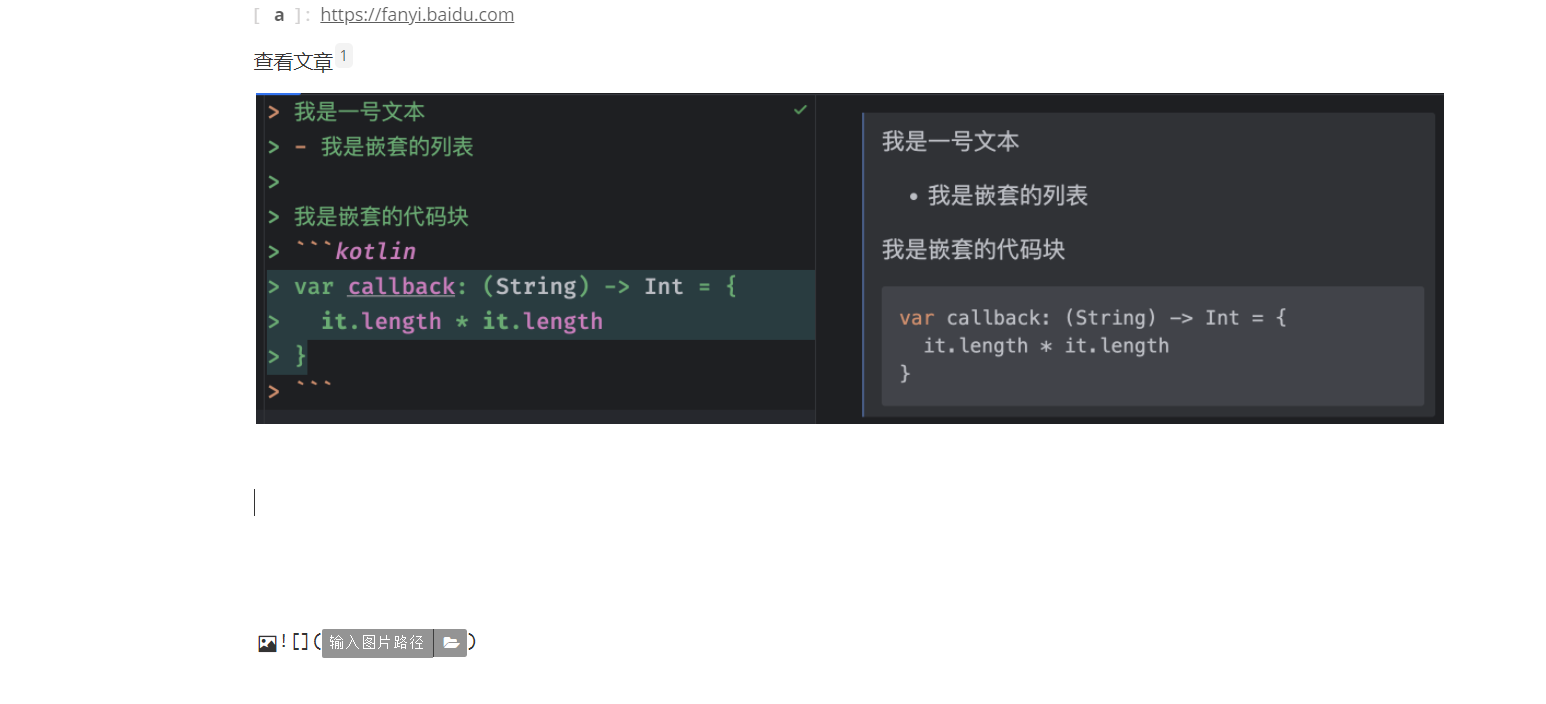 [ a ]: https://fanyi.baidu.com
查看文章1
> 我是一号文本
> - 我是嵌套的列表
>
> 我是嵌套的代码块
> ```kotlin
> var callback: (String) -> Int = {
>   it.length * it.length
> }
> ```
我是一号文本
• 我是嵌套的列表
我是嵌套的代码块
var callback: (String) -> Int = {
  it.length * it.length
}
![](输入图片路径)